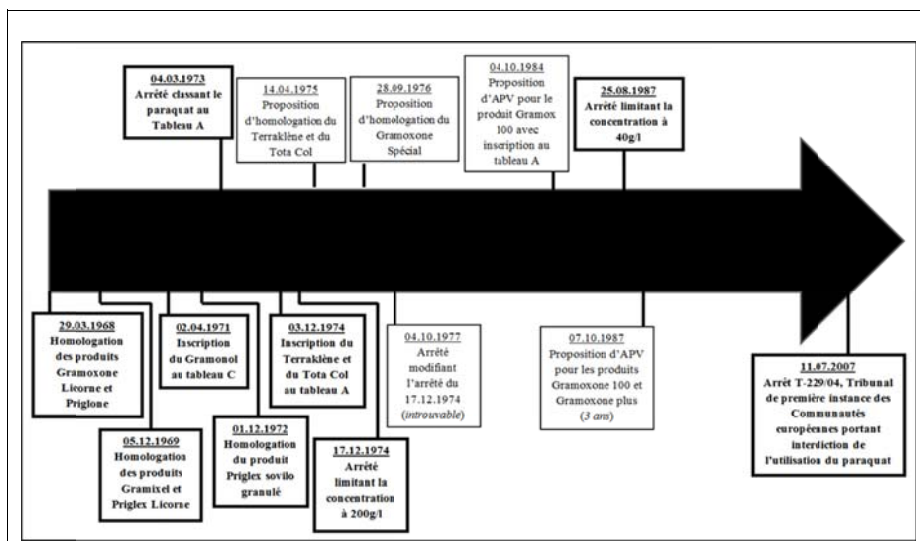 04.03.1973
Arrêté classant le
paraquat au
Tableau A
14.04.1975
Proposition
d'homologation du
Terraklène et du
Tota Col
28.09.1976
Proposition
d'homologation du
Gramoxone
Spécial
04.10.1984
Proposition
d'APV pour le
produit Gramox
100 avec
inscription au
tableau A
25.08.1987
Arrêté limitant la
concentration à
40g/l
29.03.1968
Homologation
des produits
Gramoxone
Licorne et
Priglone
05.12.1969
Homologation
des produits
Gramixel et
Priglex Licorne
02.04.1971
Inscription
du Gramonol
au tableau C
01.12.1972
Homologation
du produit
Priglex sovilo
granulé
03.12.1974
Inscription du
Terraklène et
du Tota Col
au tableau A
17.12.1974
Arrêté
limitant la
concentration
à 200g/l
04.10.1977
Arrêté
modifiant
l'arrêté du
17.12.1974
(introuvable)
07.10.1987
Proposition d'APV
pour les produits
Gramoxone 100 et
Gramoxone plus
(3 ans)
11.07.2007
Arrêt T-229/04, Tribunal
de première instance des
Communautés
européennes portant
interdiction de
l'utilisation du paraquat